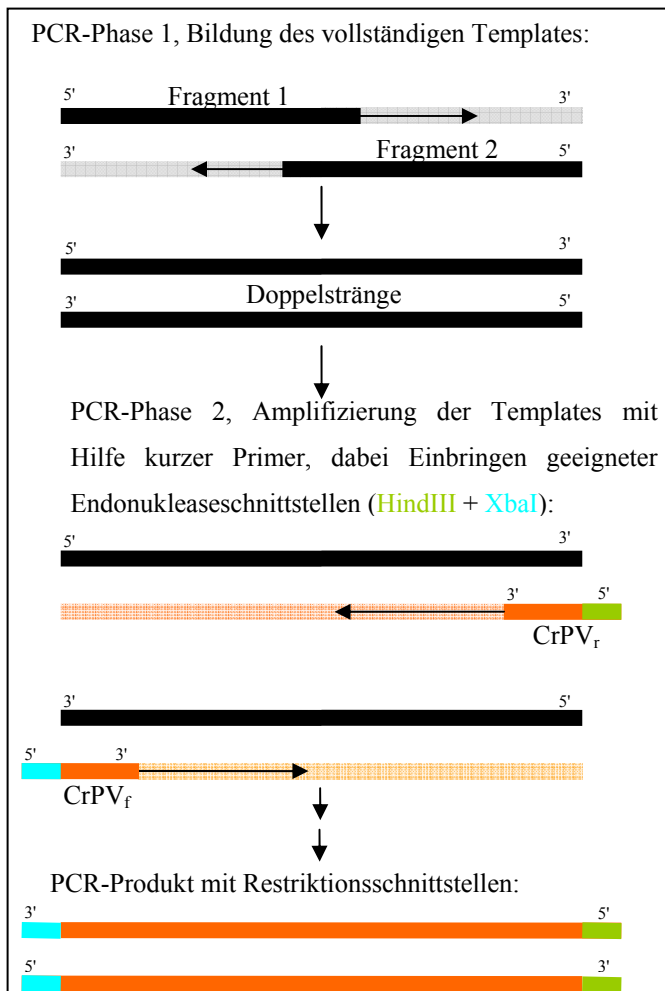 PCR-Phase 1, Bildung des vollständigen Templates:
5' Fragment 1 3'
3' Fragment 2 5'
5' 3'
Doppelstränge
3' 5'
PCR-Phase 2, Amplifizierung der Templates mit
Hilfe kurzer Primer, dabei Einbringen geeigneter
Endonukleaseschnittstellen (HindIII + XbaI):
5' 3'
3' 5'
CrPVr
3' 5'
5' 3'
CrPVf
PCR-Produkt mit Restriktionsschnittstellen:
3' 5'
5' 3'